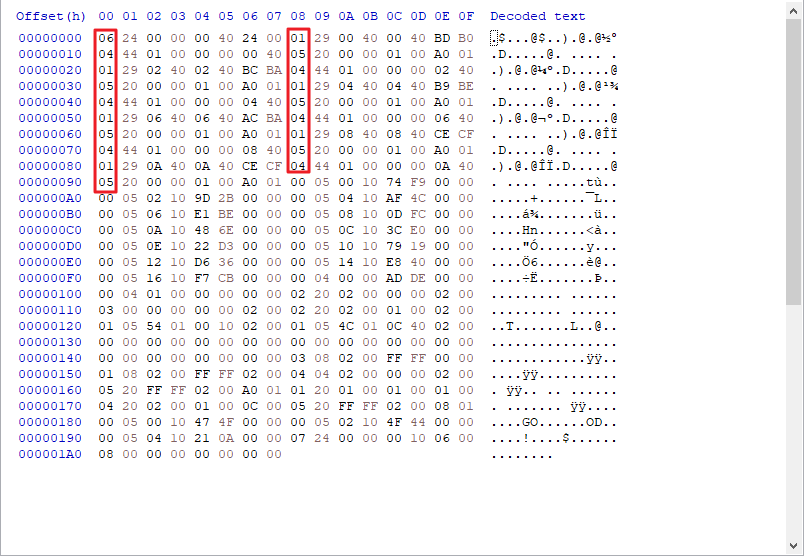 Offset(h) 00 01 02 03 04 05 06 07 08 09 0A 0B 0C 0D 0E 0F Decoded text
00000000 06 24 00 00 00 40 24 00 01 29 00 40 00 40 BD B0 .$...@$..).@.@½°
00000010 04 44 01 00 00 00 00 40 05 20 00 00 01 00 A0 01 .D.....@. .... .
00000020 01 29 02 40 02 40 BC BA 04 44 01 00 00 00 02 40 .).@.@¼º.D.....@
00000030 05 20 00 00 01 00 A0 01 01 29 04 40 04 40 B9 BE . .... ..).@.@¹¾
00000040 04 44 01 00 00 00 04 40 05 20 00 00 01 00 A0 01 .D.....@. .... .
00000050 01 29 06 40 06 40 AC BA 04 44 01 00 00 00 06 40 .).@.@¬º.D.....@
00000060 05 20 00 00 01 00 A0 01 01 29 08 40 08 40 CE CF . .... ..).@.@ÎÏ
00000070 04 44 01 00 00 00 08 40 05 20 00 00 01 00 A0 01 .D.....@. .... .
00000080 01 29 0A 40 0A 40 CE CF 04 44 01 00 00 00 0A 40 .).@.@ÎÏ.D.....@
00000090 05 20 00 00 01 00 A0 01 00 05 00 10 74 F9 00 00 . .... .....tù..
000000A0 00 05 02 10 9D 2B 00 00 00 05 04 10 AF 4C 00 00 .....+......¯L..
000000B0 00 05 06 10 E1 BE 00 00 00 05 08 10 0D FC 00 00 ....á¾.......ü..
000000C0 00 05 0A 10 48 6E 00 00 00 05 0C 10 3C E0 00 00 ....Hn......<à..
000000D0 00 05 0E 10 22 D3 00 00 00 05 10 10 79 19 00 00 ...."Ó......y...
000000E0 00 05 12 10 D6 36 00 00 00 05 14 10 E8 40 00 00 ....Ö6......è@..
000000F0 00 05 16 10 F7 CB 00 00 00 04 00 00 AD DE 00 00 ....÷Ë.......Þ..
00000100 00 04 01 00 00 00 00 00 02 20 02 00 00 00 02 00 ......... ......
00000110 03 00 00 00 00 02 00 02 20 02 00 01 00 02 00 ........ ......
00000120 01 05 54 01 00 10 02 00 01 05 4C 01 0C 40 02 00 ..T.......L..@..
00000130 00 00 00 00 00 00 00 00 00 00 00 00 00 00 00 00 ................
00000140 00 00 00 00 00 00 00 00 03 08 02 00 FF FF 00 00 ............ÿÿ..
00000150 01 08 02 00 FF FF 02 00 04 04 02 00 00 00 02 00 ....ÿÿ..........
00000160 05 20 FF FF 02 00 A0 01 01 20 01 00 01 00 01 00 . ÿÿ.. .. ......
00000170 04 20 02 00 01 00 0C 00 05 20 FF FF 02 00 08 01 . ....... ÿÿ....
00000180 00 05 00 10 47 4F 00 00 00 05 02 10 4F 44 00 00 ....GO......OD..
00000190 00 05 04 10 21 0A 00 00 07 24 00 00 00 10 06 00 ....!....$......
000001A0 08 00 00 00 00 00 00 00 ........